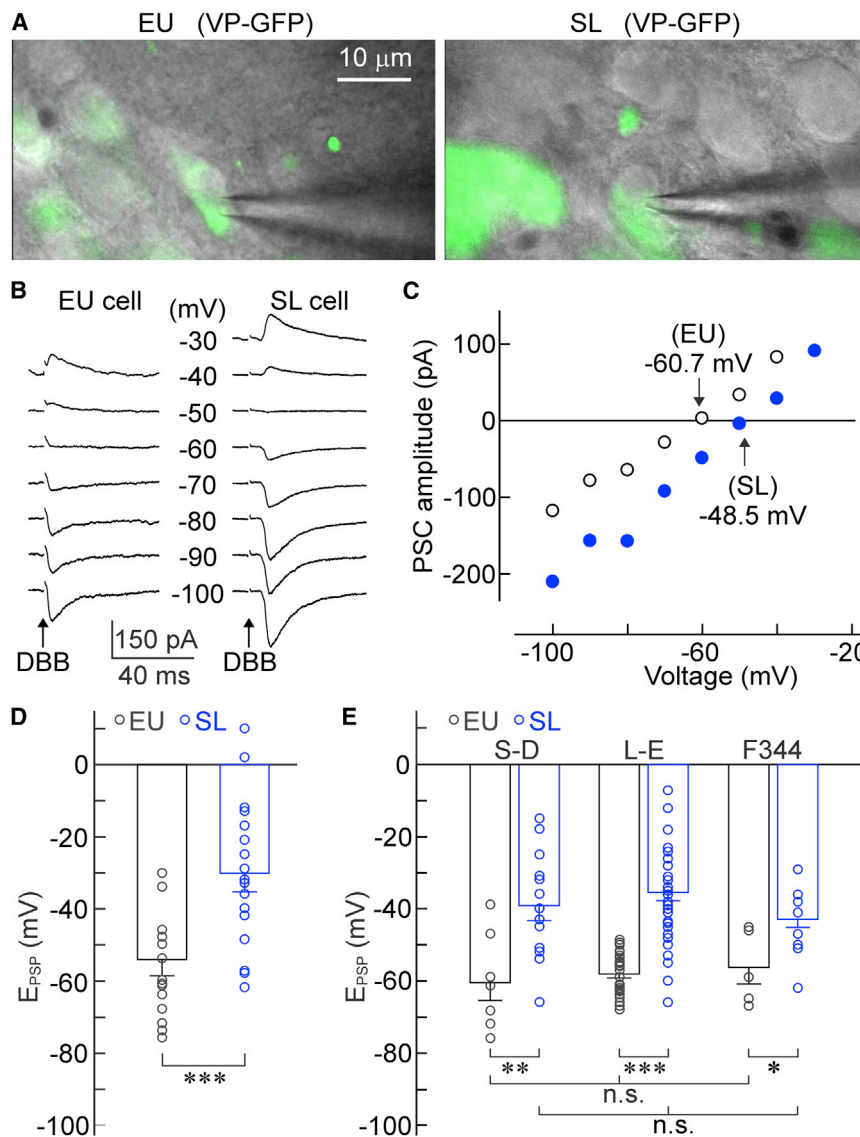 A EU (VP-GFP) SL (VP-GFP)
10 μm
B EU cell (mV) SL cell
-30
-40
-50
-60
-70
-80
-90
-100
DBB 150 pA DBB
40 ms
C
PSC amplitude (pA)
100
0
-100
-200
(EU)
-60.7 mV
(SL)
-48.5 mV
-100 -60 -20
Voltage (mV)
D EU SL
E_PSP (mV)
0
-20
-40
-60
-80
-100
***
E EU SL
S-D L-E F344
E_PSP (mV)
0
-20
-40
-60
-80
-100
** *** *
n.s.
n.s.